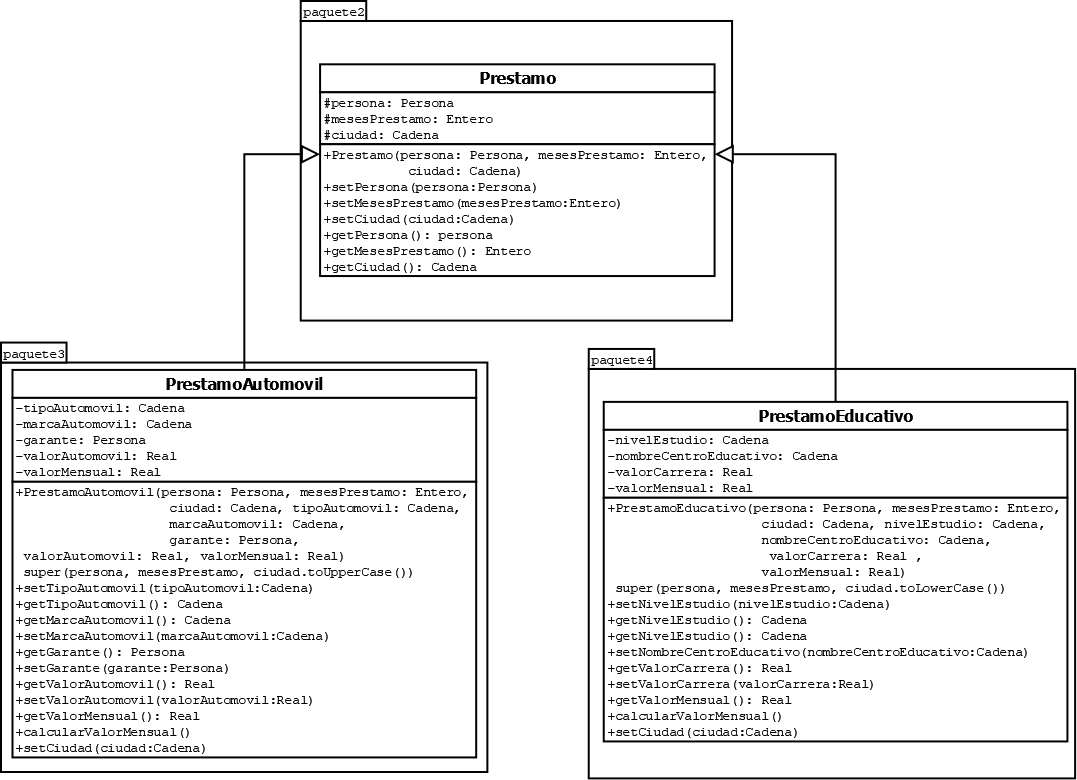 paquete2
Prestamo
#persona: Persona
#mesesPrestamo: Entero
#ciudad: Cadena
+Prestamo(persona: Persona, mesesPrestamo: Entero,
ciudad: Cadena)
+setPersona(persona:Persona)
+setMesesPrestamo(mesesPrestamo:Entero)
+setCiudad(ciudad:Cadena)
+getPersona(): persona
+getMesesPrestamo(): Entero
+getCiudad(): Cadena
paquete3
PrestamoAutomovil
-tipoAutomovil: Cadena
-marcaAutomovil: Cadena
-garante: Persona
-valorAutomovil: Real
-valorMensual: Real
+PrestamoAutomovil(persona: Persona, mesesPrestamo: Entero,
ciudad: Cadena, tipoAutomovil: Cadena,
marcaAutomovil: Cadena,
garante: Persona,
valorAutomovil: Real, valorMensual: Real)
super(persona, mesesPrestamo, ciudad.toUpperCase())
+setTipoAutomovil(tipoAutomovil:Cadena)
+getTipoAutomovil(): Cadena
+getMarcaAutomovil(): Cadena
+setMarcaAutomovil(marcaAutomovil:Cadena)
+getGarante(): Persona
+setGarante(garante:Persona)
+getValorAutomovil(): Real
+setValorAutomovil(valorAutomovil:Real)
+getValorMensual(): Real
+calcularValorMensual()
+setCiudad(ciudad:Cadena)
paquete4
PrestamoEducativo
-nivelEstudio: Cadena
-nombreCentroEducativo: Cadena
-valorCarrera: Real
-valorMensual: Real
+PrestamoEducativo(persona: Persona, mesesPrestamo: Entero,
ciudad: Cadena, nivelEstudio: Cadena,
nombreCentroEducativo: Cadena,
valorCarrera: Real ,
valorMensual: Real)
super(persona, mesesPrestamo, ciudad.toLowerCase())
+setNivelEstudio(nivelEstudio:Cadena)
+getNivelEstudio(): Cadena
+getNivelEstudio(): Cadena
+setNombreCentroEducativo(nombreCentroEducativo:Cadena)
+getValorCarrera(): Real
+setValorCarrera(valorCarrera:Real)
+getValorMensual(): Real
+calcularValorMensual()
+setCiudad(ciudad:Cadena)